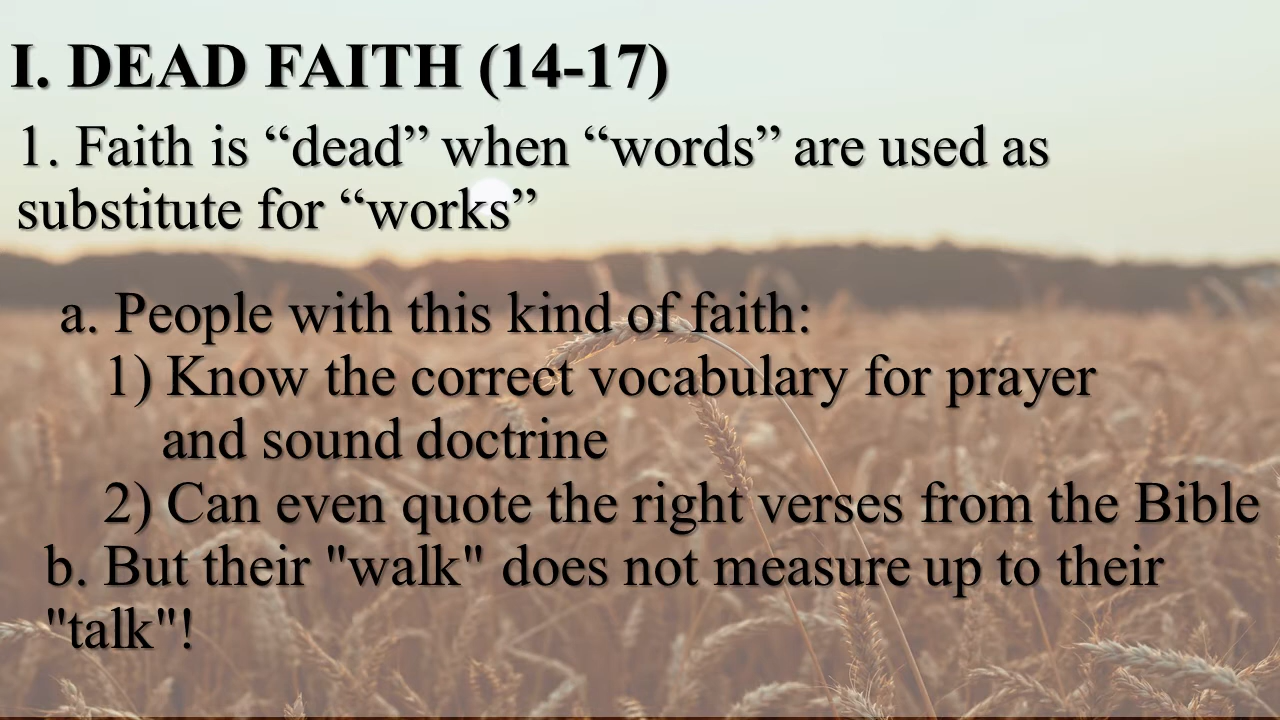 I. DEAD FAITH (14-17)
1. Faith is “dead” when “words” are used as
substitute for “works”
a. People with this kind of faith:
1) Know the correct vocabulary for prayer
and sound doctrine
2) Can even quote the right verses from the Bible
b. But their "walk" does not measure up to their
"talk"!